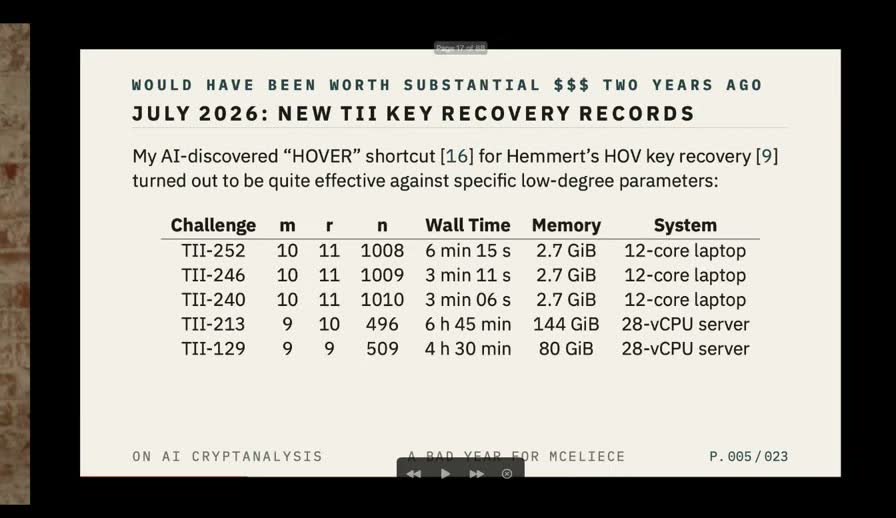 Page 17 of 88
WOULD HAVE BEEN WORTH SUBSTANTIAL $$$ TWO YEARS AGO
JULY 2026: NEW TII KEY RECOVERY RECORDS
My AI-discovered “HOVER” shortcut [16] for Hemmert’s HOV key recovery [9]
turned out to be quite effective against specific low-degree parameters:
Challenge m r n Wall Time Memory System
TII-252 10 11 1008 6 min 15 s 2.7 GiB 12-core laptop
TII-246 10 11 1009 3 min 11 s 2.7 GiB 12-core laptop
TII-240 10 11 1010 3 min 06 s 2.7 GiB 12-core laptop
TII-213 9 10 496 6 h 45 min 144 GiB 28-vCPU server
TII-129 9 9 509 4 h 30 min 80 GiB 28-vCPU server
ON AI CRYPTANALYSIS A BAD YEAR FOR MCELIECE P.005/023